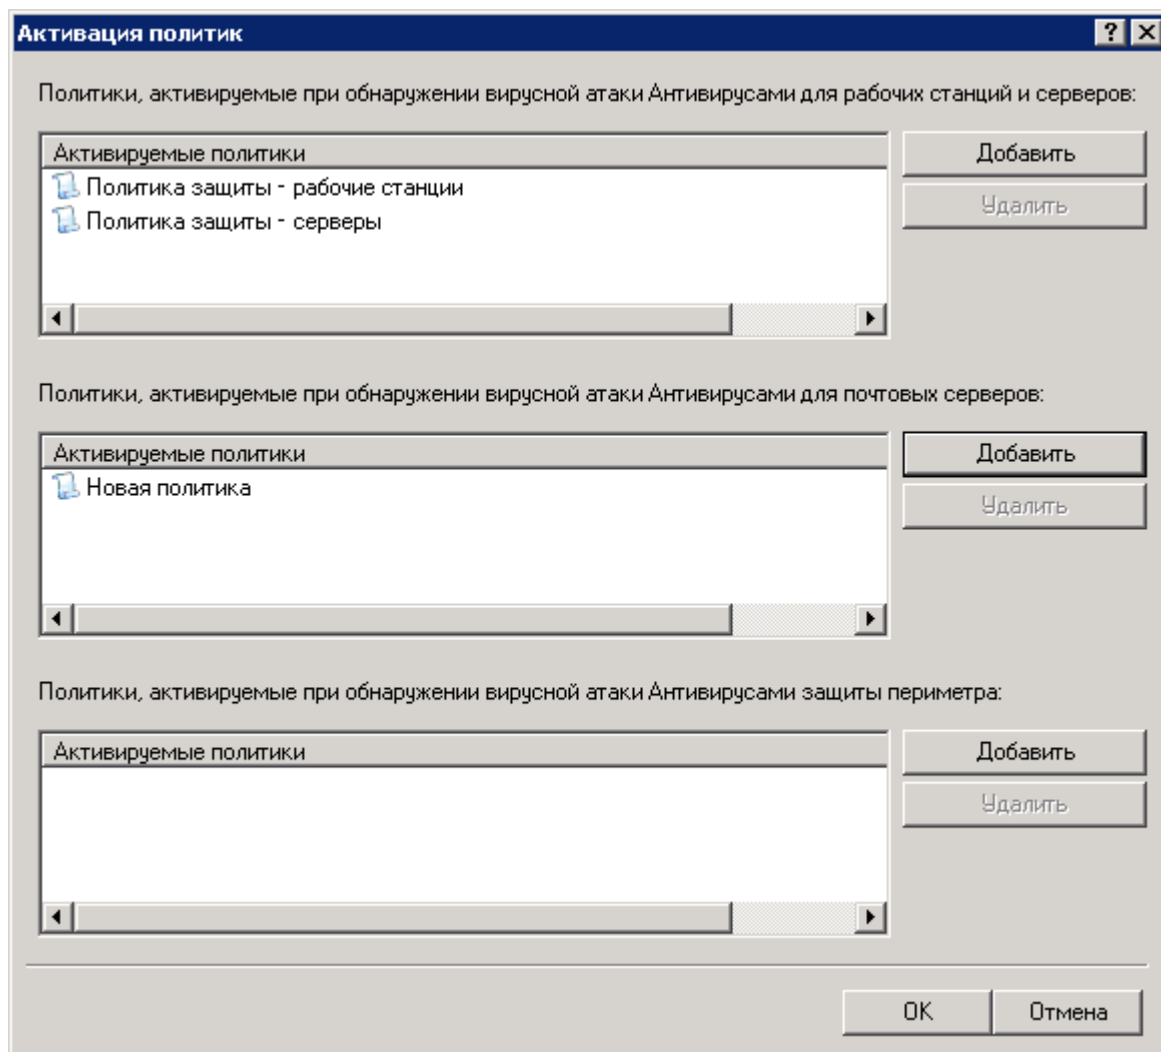 Активация политик
Политики, активируемые при обнаружении вирусной атаки Антивирусами для рабочих станций и серверов:
Активируемые политики
Добавить
Политика защиты - рабочие станции
Удалить
Политика защиты - серверы
Политики, активируемые при обнаружении вирусной атаки Антивирусами для почтовых серверов:
Активируемые политики
Добавить
Новая политика
Удалить
Политики, активируемые при обнаружении вирусной атаки Антивирусами защиты периметра:
Активируемые политики
Добавить
Удалить
ОК
Отмена